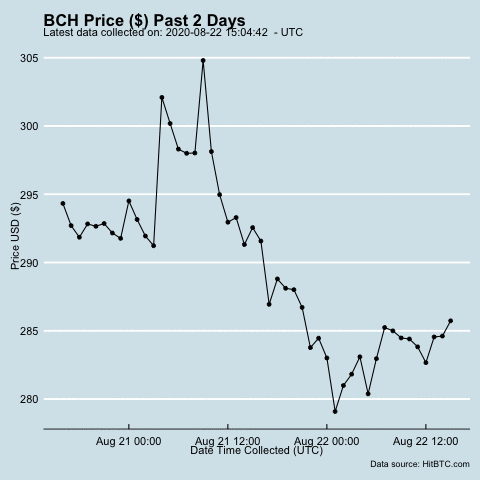 BCH Price ($) Past 2 Days
Latest data collected on: 2020-08-22 15:04:42 - UTC
Price USD ($)
305
300
295
290
285
280
Aug 21 00:00
Aug 21 12:00
Aug 22 00:00
Aug 22 12:00
Date Time Collected (UTC)
Data source: HitBTC.com